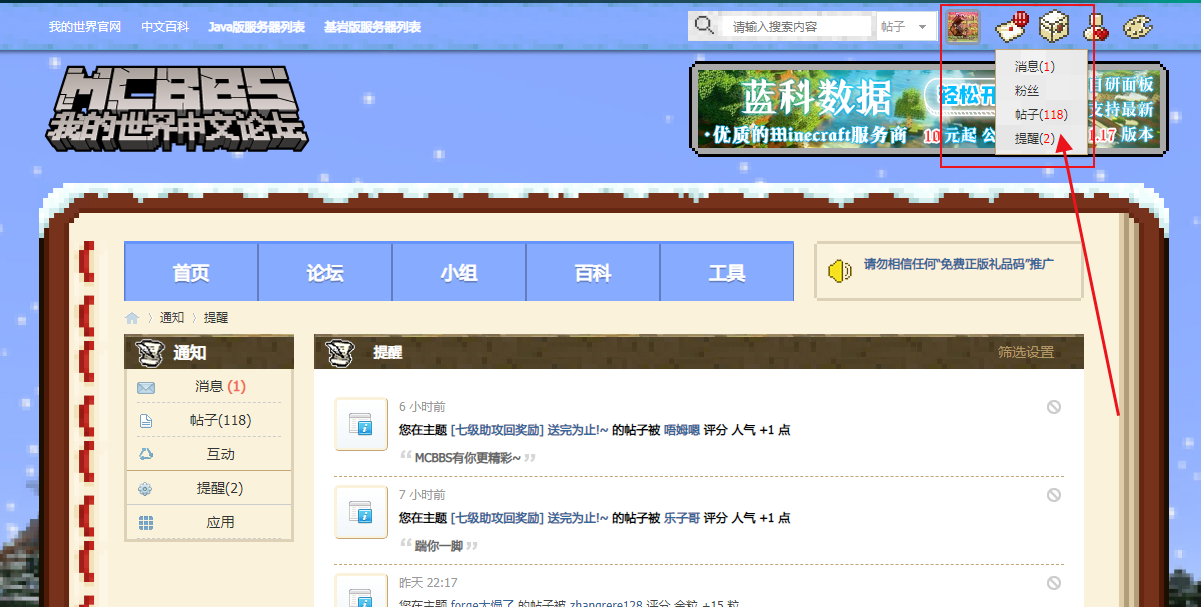 我的世界官网 中文百科 Java版服务器列表 基岩版服务器列表
请输入搜索内容 帖子
MCBBS
我的世界中文论坛
消息(1)
粉丝
帖子(118)
提醒(2)
蓝科数据 轻松开 自研面板
支持最新
·优质的Minecraft服务商 10元起 公 1.17 版本
首页 论坛 小组 百科 工具
请勿相信任何"免费正版礼品码"推广
通知 提醒
通知
消息 (1)
帖子(118)
互动
提醒(2)
应用
提醒 筛选设置
6 小时前
您在主题 [七级助攻回奖励] 送完为止!~ 的帖子被 唔姆嗯 评分 人气 +1 点
“ MCBBS有你更精彩~ ”
7 小时前
您在主题 [七级助攻回奖励] 送完为止!~ 的帖子被 乐子哥 评分 人气 +1 点
“ 踹你一脚 ”
昨天 22:17
您在主题 forge太慢了 的帖子被 zhangrere128 评分 金粒 +15 粒